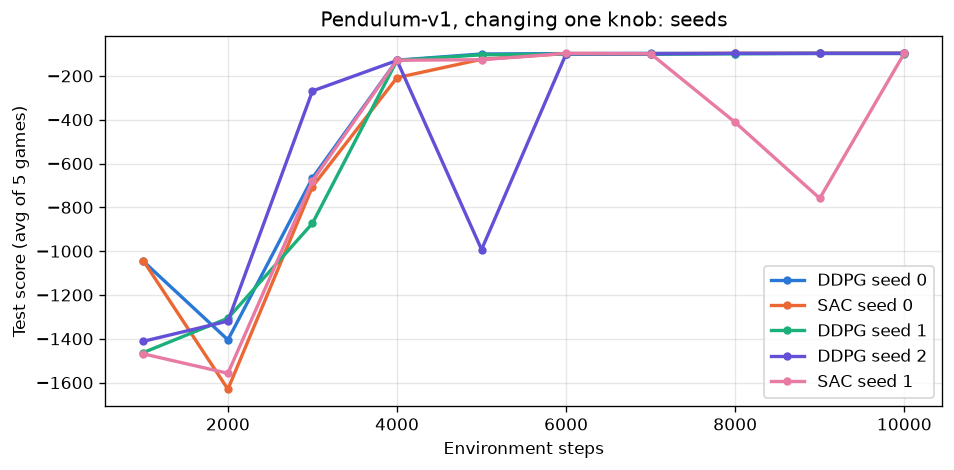 Pendulum-v1, changing one knob: seeds
Test score (avg of 5 games)
−200
−400
−600
−800
−1000
−1200
−1400
−1600
2000 4000 6000 8000 10000
Environment steps
DDPG seed 0
SAC seed 0
DDPG seed 1
DDPG seed 2
SAC seed 1